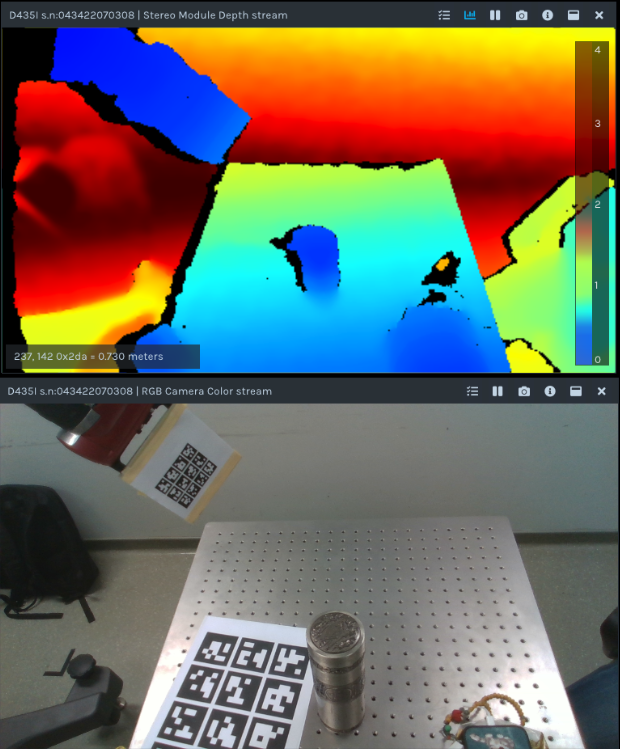 D435I s.n:043422070308 | Stereo Module Depth stream
4
3
2
1
0
237, 142 0x2da = 0.730 meters
D435I s.n:043422070308 | RGB Camera Color stream